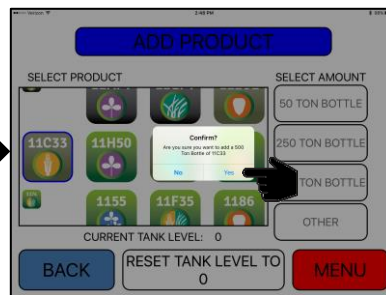 Verizon
2:48 PM
ADD PRODUCT
SELECT PRODUCT
SELECT AMOUNT
50 TON BOTTLE
11C33
11H50
250 TON BOTTLE
Confirm?
Are you sure you want to add a 500
Ton Bottle of 11C33
No
Yes
TON BOTTLE
1155
11F35
1186
OTHER
CURRENT TANK LEVEL: 0
BACK
RESET TANK LEVEL TO
0
MENU